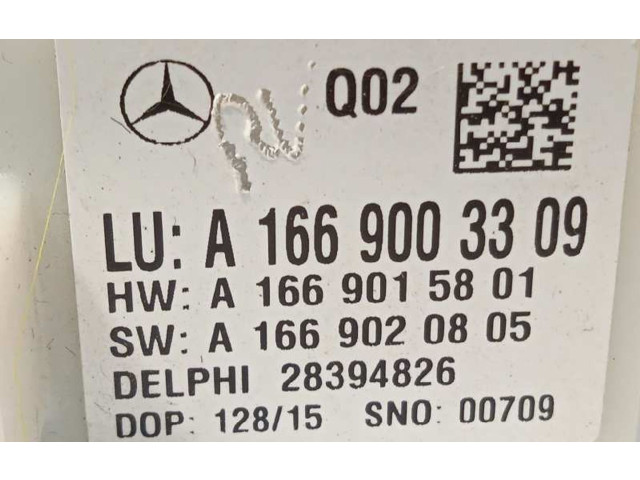 Q02
LU: A 166 900 33 09
HW: A 166 901 58 01
SW: A 166 902 08 05
DELPHI 28394826
DOP: 128/15 SNO: 00709